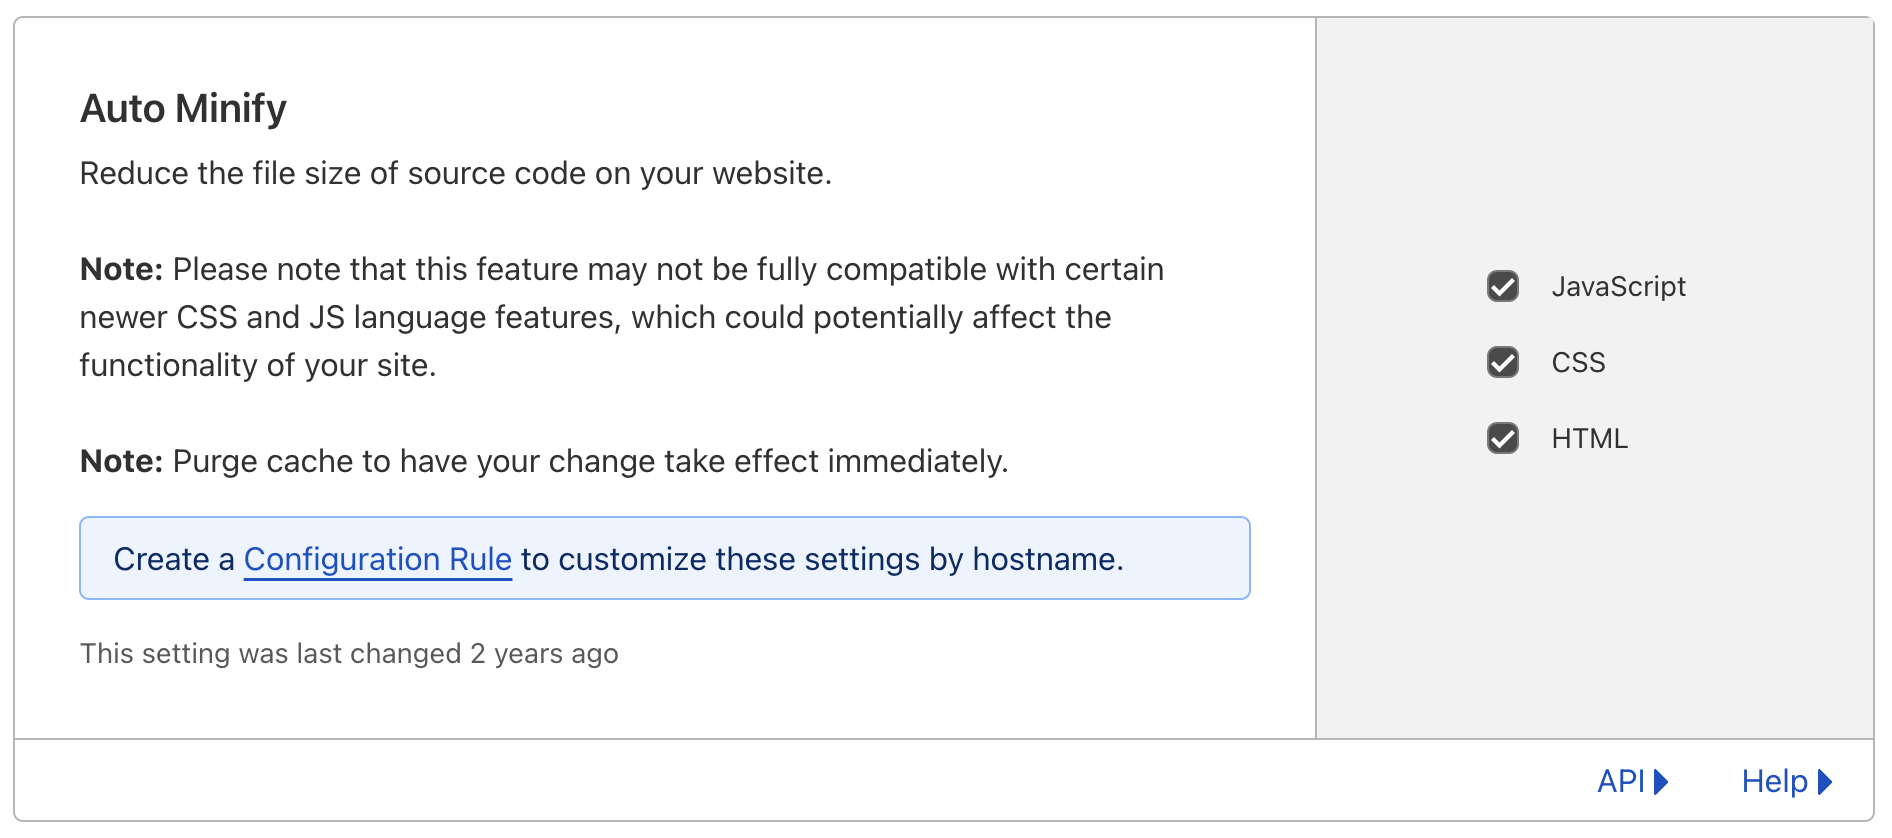 Auto Minify
Reduce the file size of source code on your website.
Note: Please note that this feature may not be fully compatible with certain
newer CSS and JS language features, which could potentially affect the
functionality of your site.
Note: Purge cache to have your change take effect immediately.
Create a Configuration Rule to customize these settings by hostname.
This setting was last changed 2 years ago
JavaScript
CSS
HTML
API
Help